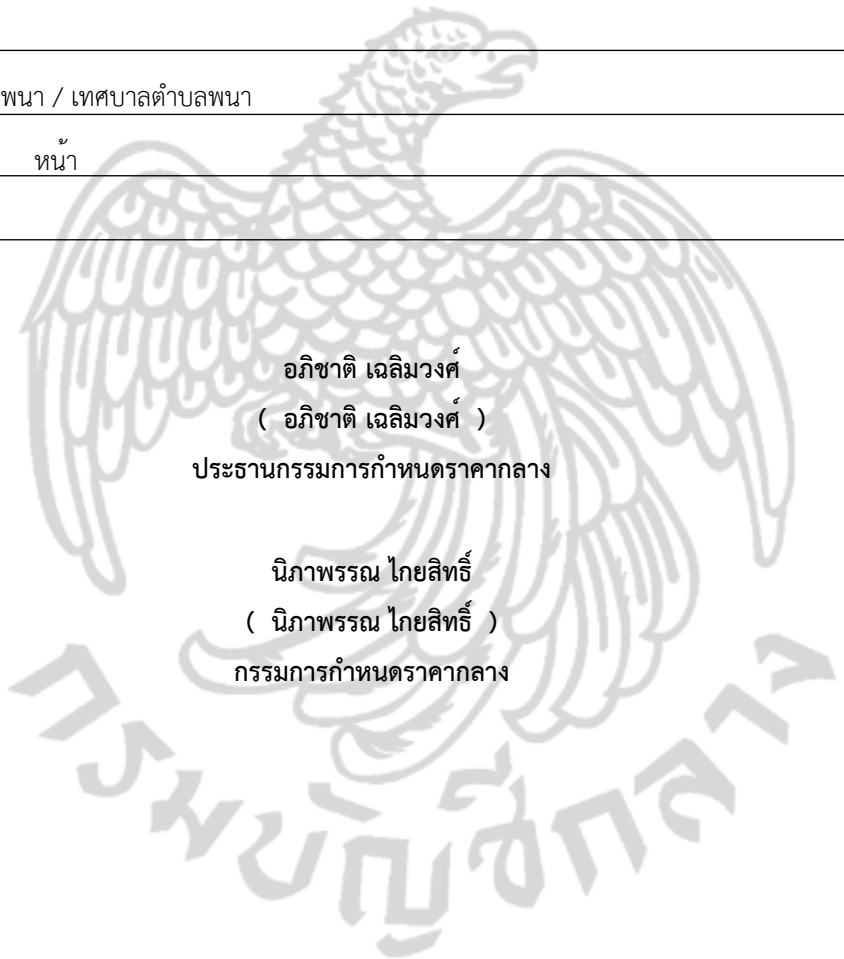 พนา / เทศบาลตำบลพนา
หน้า
อภิชาติ เฉลิมวงศ์
( อภิชาติ เฉลิมวงศ์ )
ประธานกรรมการกำหนดราคากลาง
นิภาพรรณ ไกยสิทธิ์
( นิภาพรรณ ไกยสิทธิ์ )
กรรมการกำหนดราคากลาง
กรมบัญชีกลาง